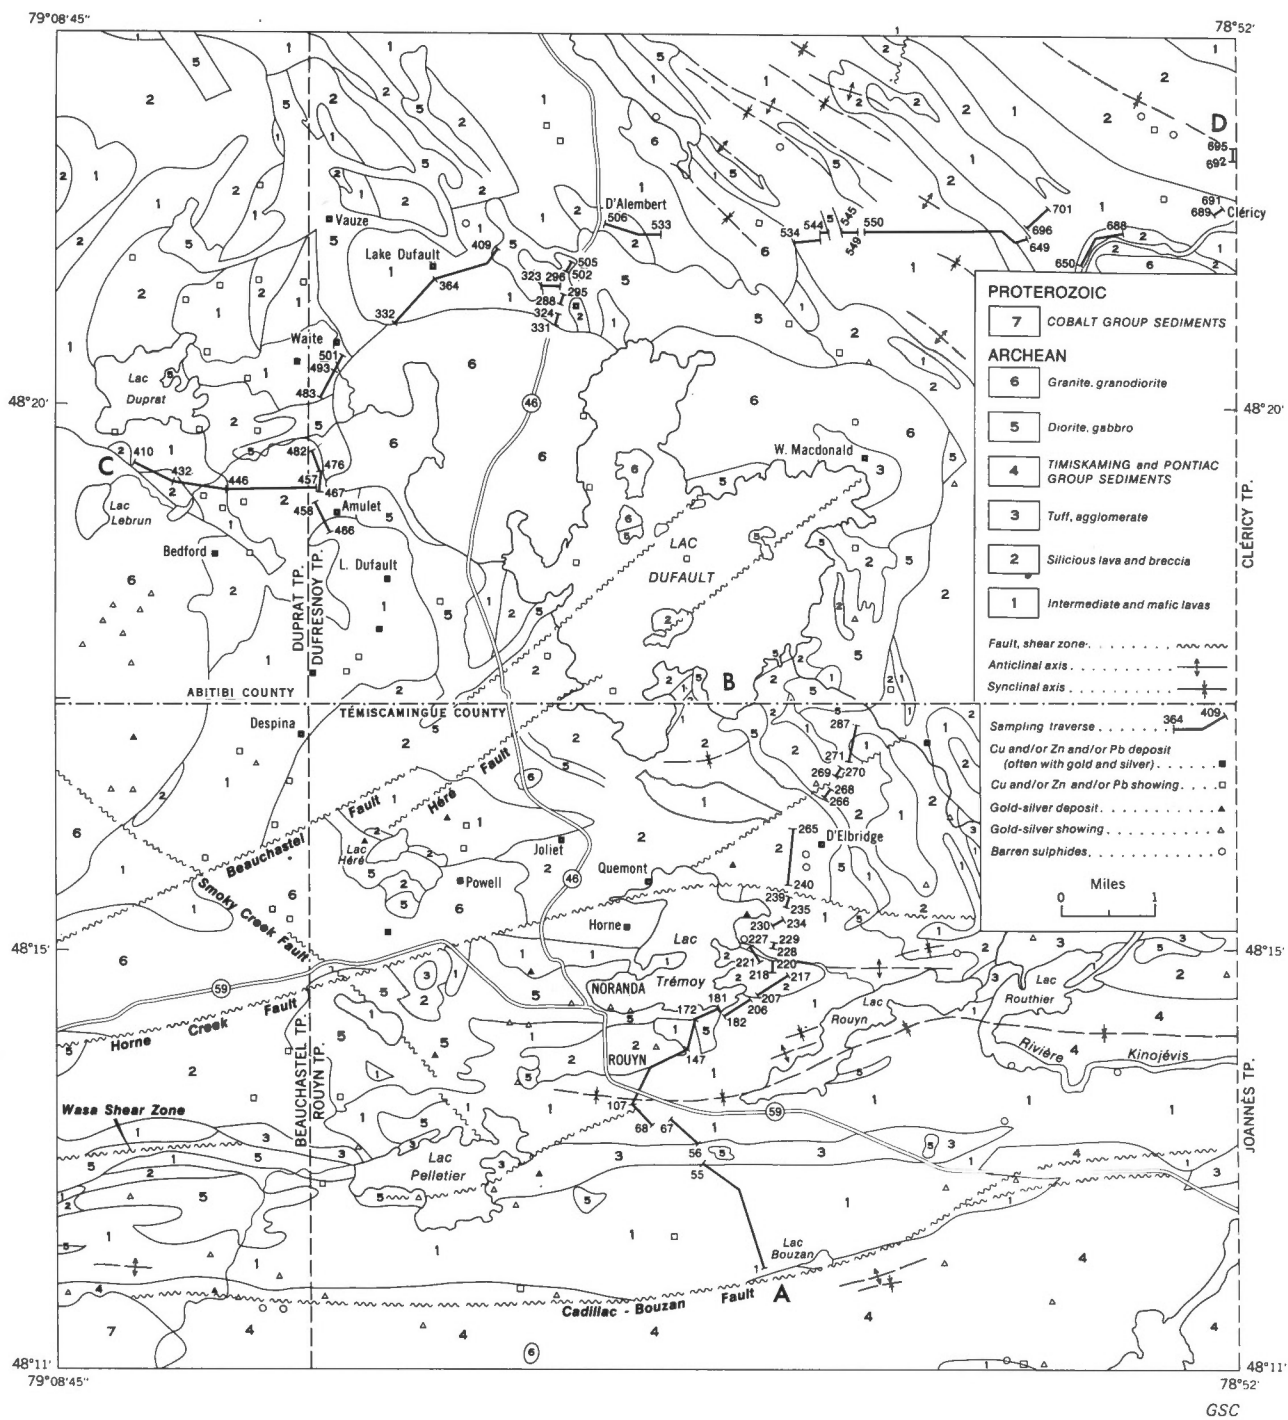 79°08'45"
78°52'
D
695
692
691
689
Cléricy
D'Alembert
506
533
534
544
545
549
550
701
696
649
688
650
Vauze
Lake Dufault
409
364
332
323
296
505
502
288
295
324
331
Waite
501
493
483
Lac
Duprat
48°20'
48°20'
46
C
410
432
446
482
476
457
467
458
466
Amulet
Lac
Lebrun
Bedford
L. Dufault
W. Macdonald
LAC
DUFAULT
DUPRAT TP.
DUFRESNOY TP.
CLÉRICY TP.
PROTEROZOIC
7 COBALT GROUP SEDIMENTS
ARCHEAN
6 Granite, granodiorite
5 Diorite, gabbro
4 TIMISKAMING and PONTIAC
GROUP SEDIMENTS
3 Tuff, agglomerate
2 Silicious lava and breccia
1 Intermediate and mafic lavas
Fault, shear zone
Anticlinal axis
Synclinal axis
Sampling traverse 364 409
Cu and/or Zn and/or Pb deposit
(often with gold and silver)
Cu and/or Zn and/or Pb showing
Gold-silver deposit
Gold-silver showing
Barren sulphides
Miles
0 1
ABITIBI COUNTY
TÉMISCAMINGUE COUNTY
B
Despina
287
271
270
269
268
266
265
D'Elbridge
240
239
235
Beauchastel Fault
Héré Fault
Lac
Héré
Joliet
Powell
46
Quemont
Smoky Creek Fault
Horne
Lac
Trémoy
230
234
227
229
228
221
220
218
217
207
206
181
182
172
147
48°15'
48°15'
59
Horne Creek Fault
NORANDA
ROUYN
Lac
Rouyn
Lac
Routhier
Rivière Kinojévis
BEAUCHASTEL TP.
ROUYN TP.
JOANNÈS TP.
Wasa Shear Zone
107
68
67
56
55
59
Lac
Pelletier
Lac
Bouzan
1
A
Cadillac - Bouzan Fault
48°11'
79°08'45"
48°11'
78°52'
GSC